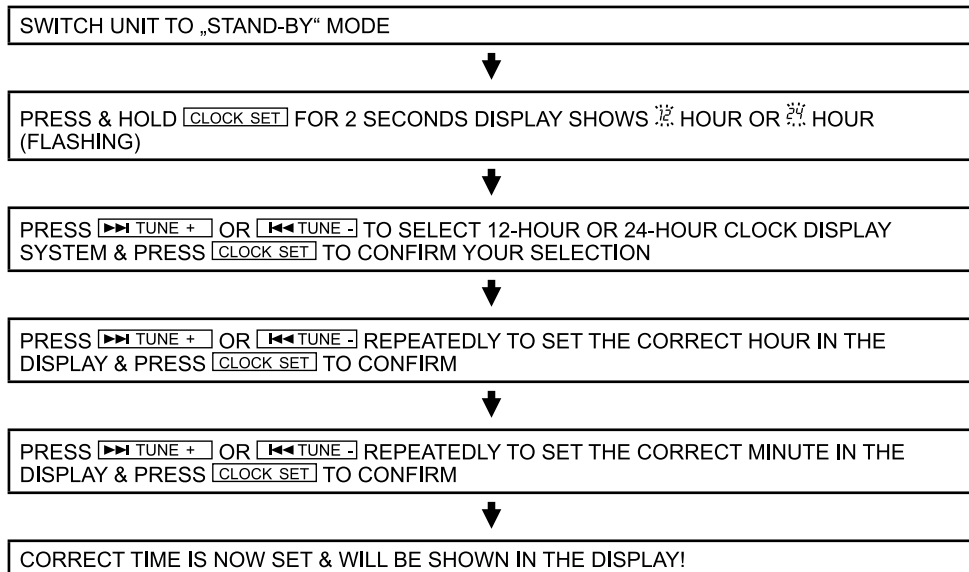 SWITCH UNIT TO „STAND-BY“ MODE
PRESS & HOLD CLOCK SET FOR 2 SECONDS DISPLAY SHOWS 12 HOUR OR 24 HOUR
(FLASHING)
PRESS ►►I TUNE + OR I◄◄ TUNE - TO SELECT 12-HOUR OR 24-HOUR CLOCK DISPLAY
SYSTEM & PRESS CLOCK SET TO CONFIRM YOUR SELECTION
PRESS ►►I TUNE + OR I◄◄ TUNE - REPEATEDLY TO SET THE CORRECT HOUR IN THE
DISPLAY & PRESS CLOCK SET TO CONFIRM
PRESS ►►I TUNE + OR I◄◄ TUNE - REPEATEDLY TO SET THE CORRECT MINUTE IN THE
DISPLAY & PRESS CLOCK SET TO CONFIRM
CORRECT TIME IS NOW SET & WILL BE SHOWN IN THE DISPLAY!